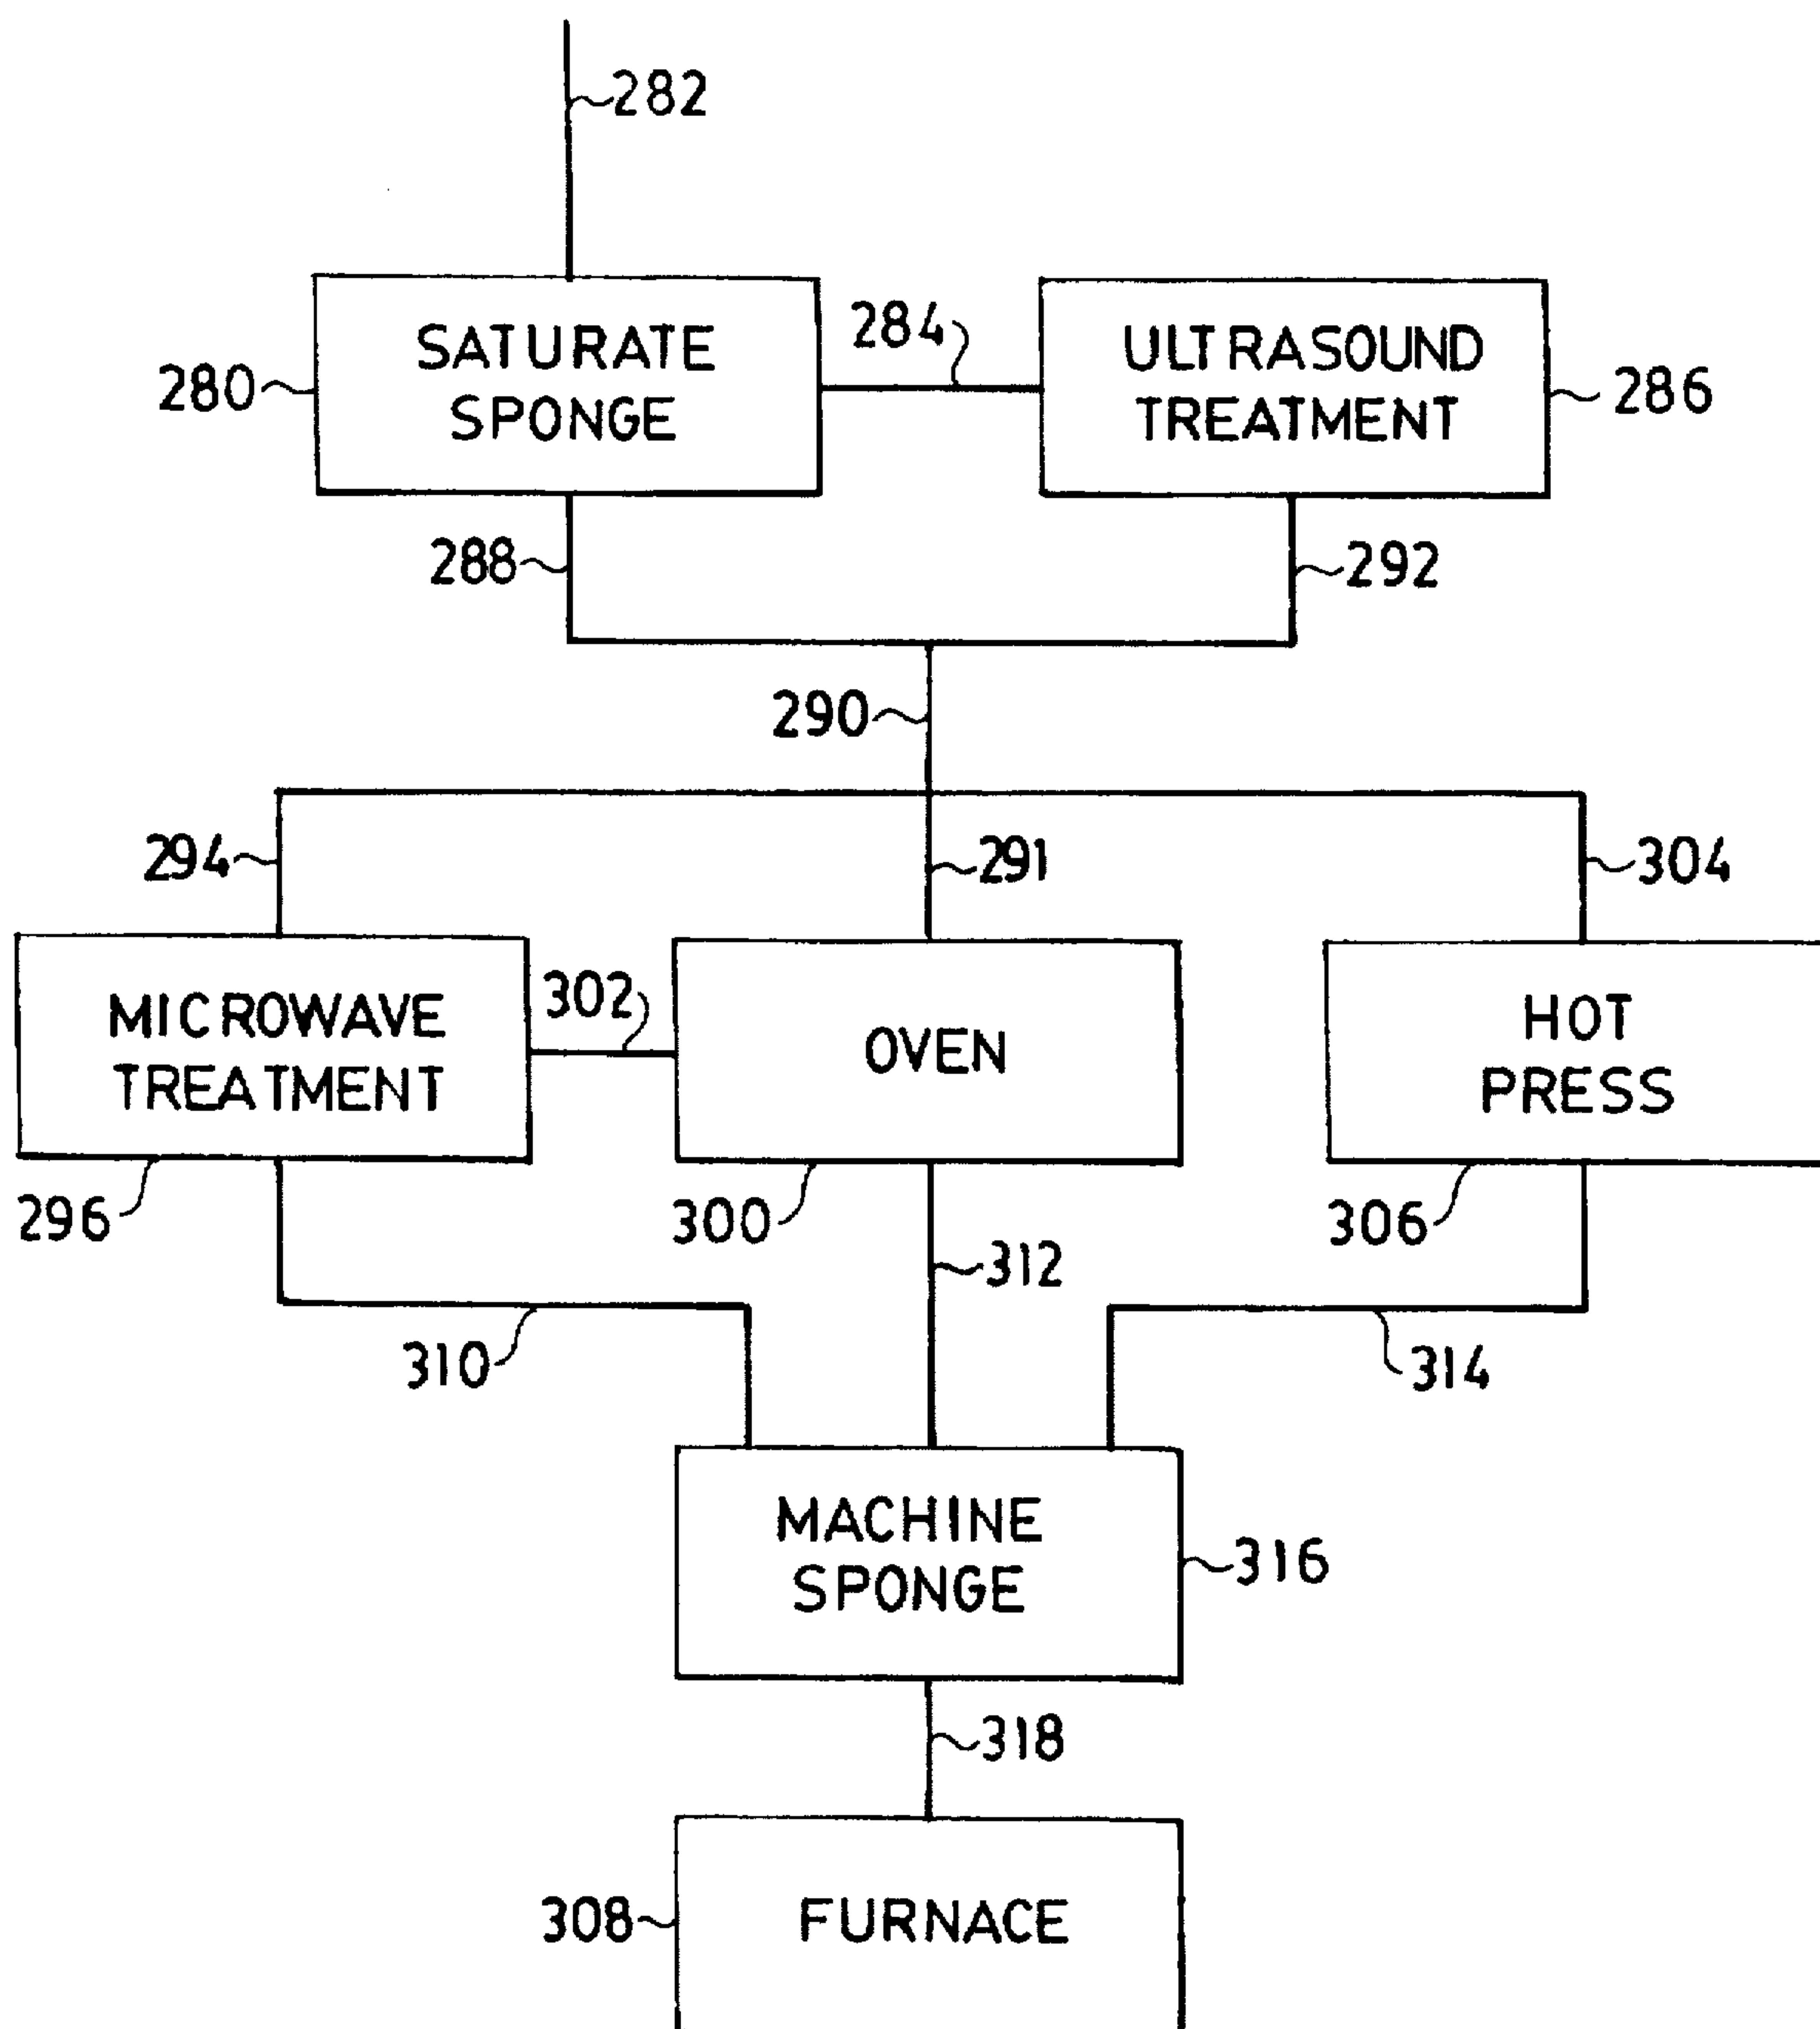 282
SATURATE
SPONGE
280
284
ULTRASOUND
TREATMENT
286
288
292
290
294
291
304
MICROWAVE
TREATMENT
302
OVEN
HOT
PRESS
296
300
306
312
310
314
MACHINE
SPONGE
316
318
308
FURNACE